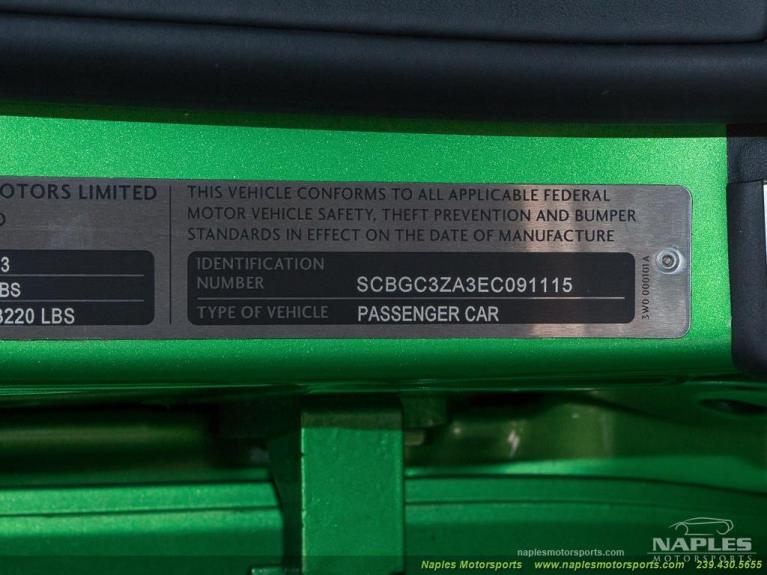 OTORS LIMITED
D
3
BS
3220 LBS
THIS VEHICLE CONFORMS TO ALL APPLICABLE FEDERAL
MOTOR VEHICLE SAFETY, THEFT PREVENTION AND BUMPER
STANDARDS IN EFFECT ON THE DATE OF MANUFACTURE
IDENTIFICATION
NUMBER SCBGC3ZA3EC091115
TYPE OF VEHICLE PASSENGER CAR
3W0 000101A
NAPLES
MOTORSPORTS
naplesmotorsports.com
Naples Motorsports - www.naplesmotorsports.com - 239.430.5655